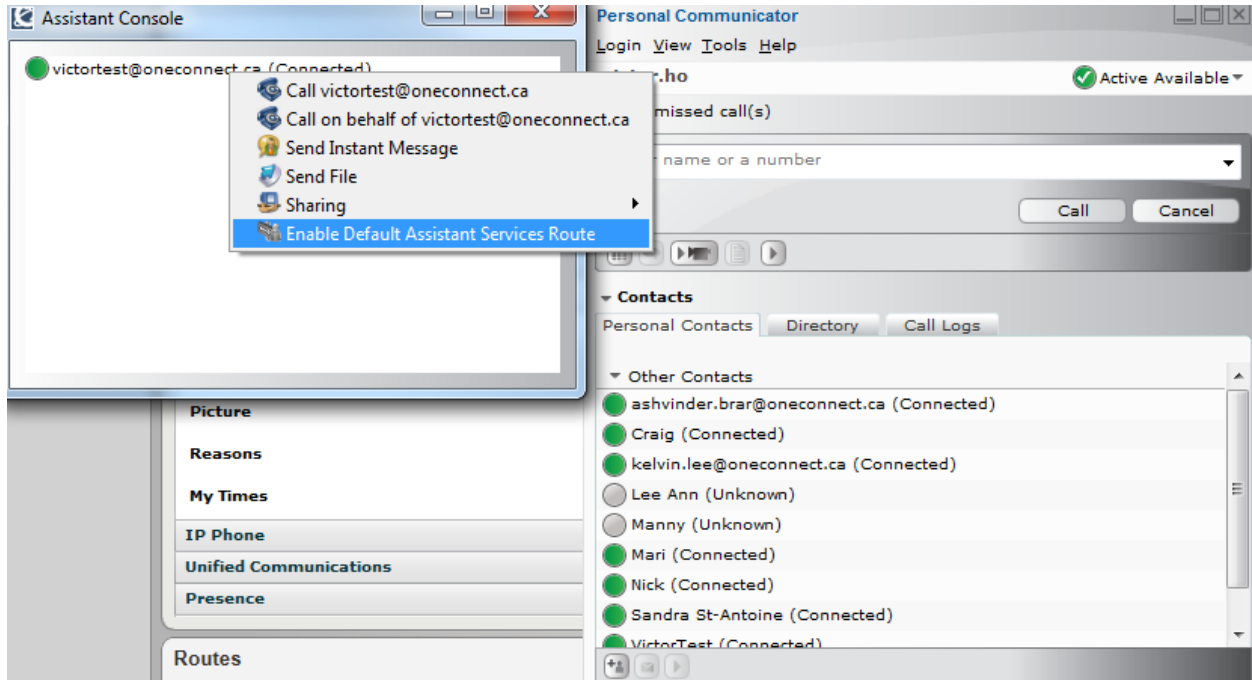 Assistant Console
victortest@oneconnect.ca (Connected)
Call victortest@oneconnect.ca
Call on behalf of victortest@oneconnect.ca
Send Instant Message
Send File
Sharing
Enable Default Assistant Services Route
Picture
Reasons
My Times
IP Phone
Unified Communications
Presence
Routes
Personal Communicator
Login View Tools Help
.ho
Active Available
missed call(s)
name or a number
Call Cancel
Contacts
Personal Contacts Directory Call Logs
Other Contacts
ashvinder.brar@oneconnect.ca (Connected)
Craig (Connected)
kelvin.lee@oneconnect.ca (Connected)
Lee Ann (Unknown)
Manny (Unknown)
Mari (Connected)
Nick (Connected)
Sandra St-Antoine (Connected)
VictorTest (Connected)